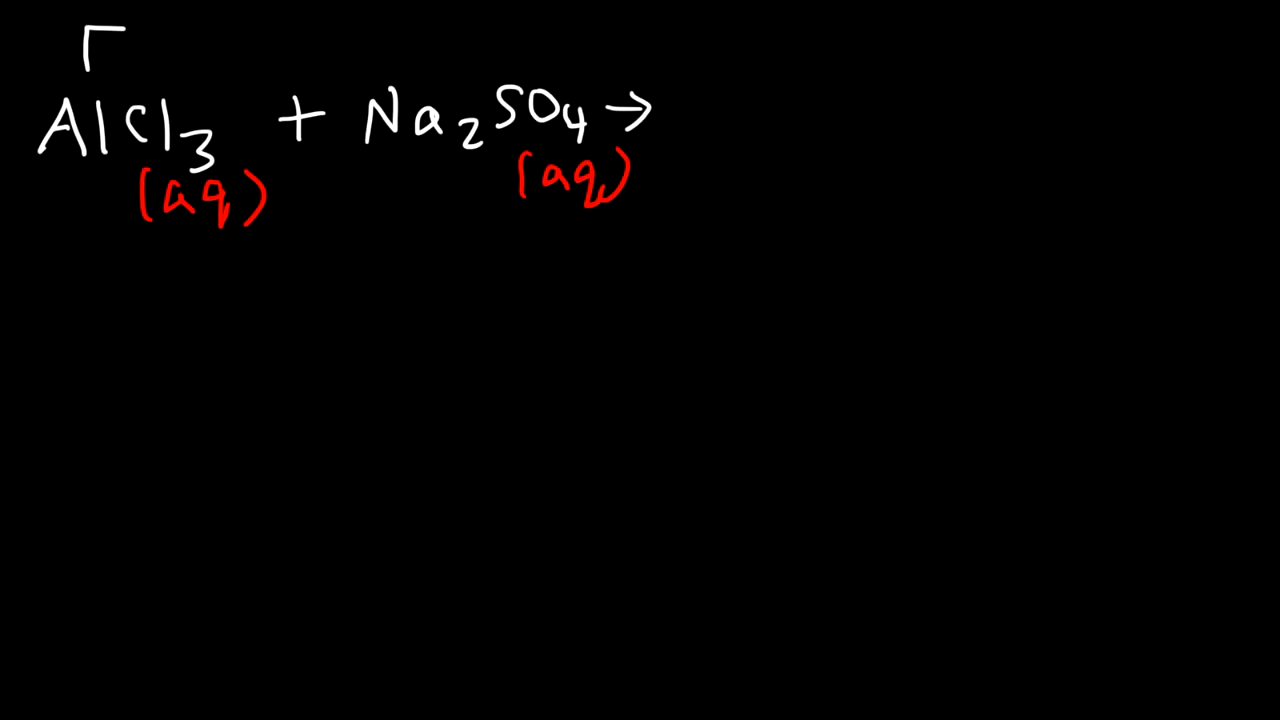 AlCl₃ + Na₂SO₄ →
(aq) (aq)